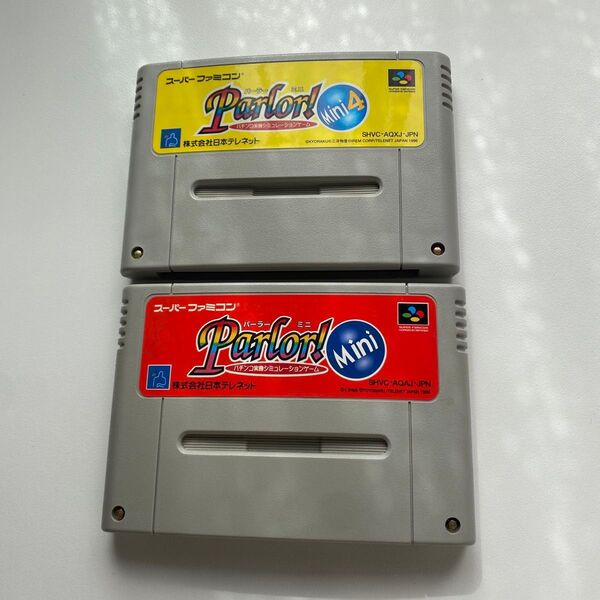 スーパーファミコン
パーラー ミニ
Parlor!
Mini 4
パチンコ実機シミュレーションゲーム
SHVC-AQXJ-JPN
株式会社日本テレネット
スーパーファミコン
パーラー ミニ
Parlor!
Mini
パチンコ実機シミュレーションゲーム
SHVC-AQAJ-JPN
株式会社日本テレネット